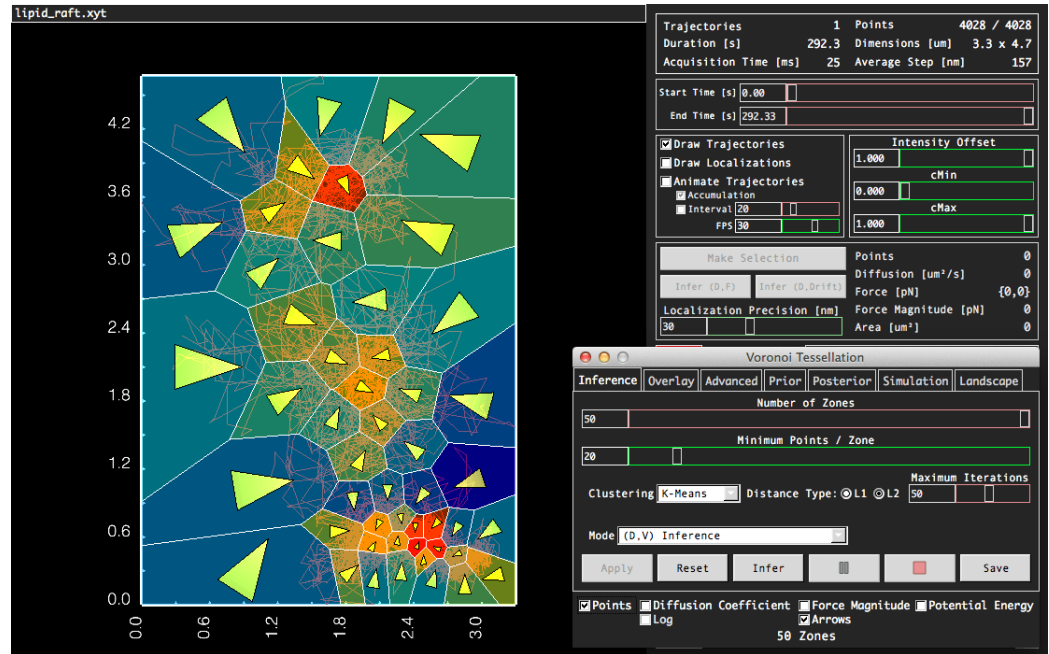 lipid_raft.xyt
4.2
3.6
3.0
2.4
1.8
1.2
0.6
0.0
0.0 0.6 1.2 1.8 2.4 3.0
Trajectories 1 Points 4028 / 4028
Duration [s] 292.3 Dimensions [um] 3.3 x 4.7
Acquisition Time [ms] 25 Average Step [nm] 157
Start Time [s] 0.00
End Time [s] 292.33
Draw Trajectories
Draw Localizations
Animate Trajectories
Accumulation
Interval 20
FPS 30
Intensity Offset
1.000
cMin
0.000
cMax
1.000
Make Selection
Infer (D,F) Infer (D,Drift)
Localization Precision [nm]
30
Points 0
Diffusion [um²/s] 0
Force [pN] {0,0}
Force Magnitude [pN] 0
Area [um²] 0
Voronoi Tessellation
Inference Overlay Advanced Prior Posterior Simulation Landscape
Number of Zones
50
Minimum Points / Zone
20
Maximum Iterations
Clustering K-Means Distance Type: L1 L2 50
Mode (D,V) Inference
Apply Reset Infer Save
Points Diffusion Coefficient Force Magnitude Potential Energy
Log Arrows
50 Zones